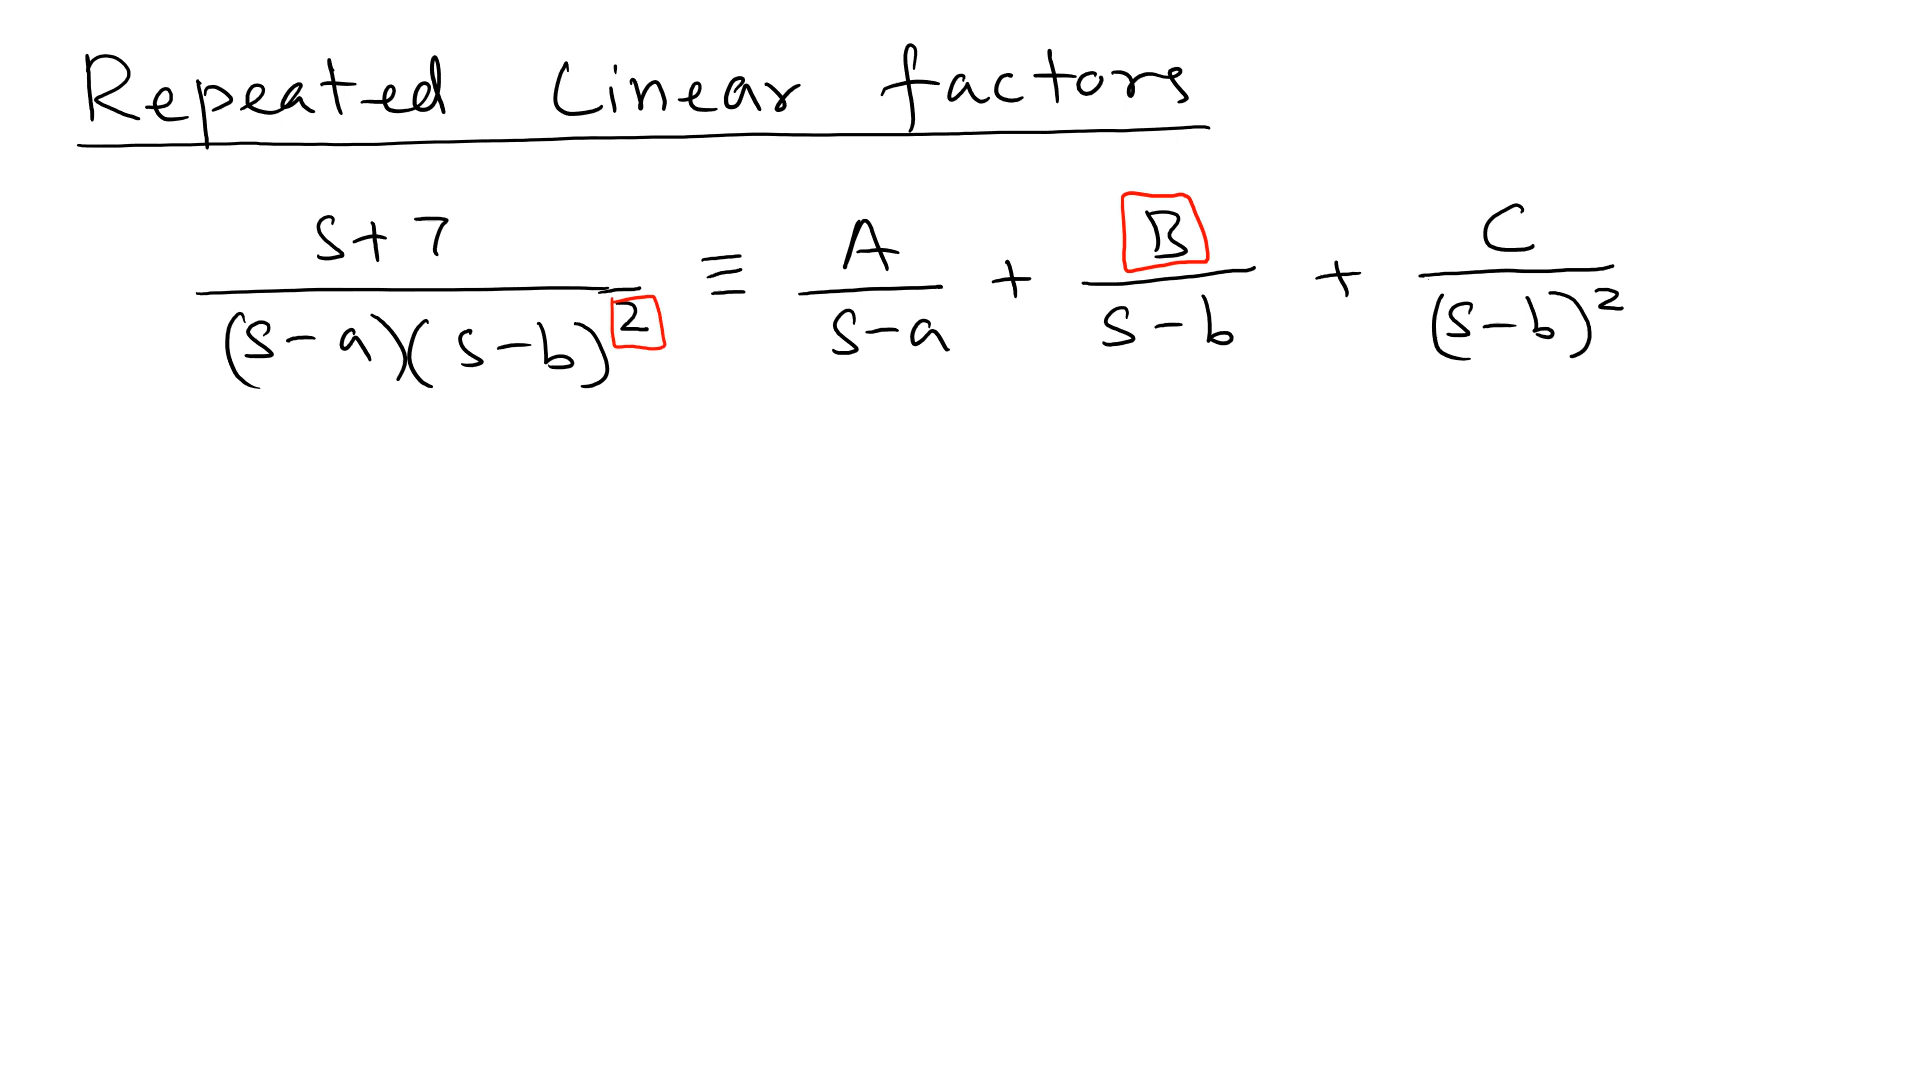 Repeated Linear factors
s+7/(s-a)(s-b)² ≡ A/s-a + B/s-b + C/(s-b)²